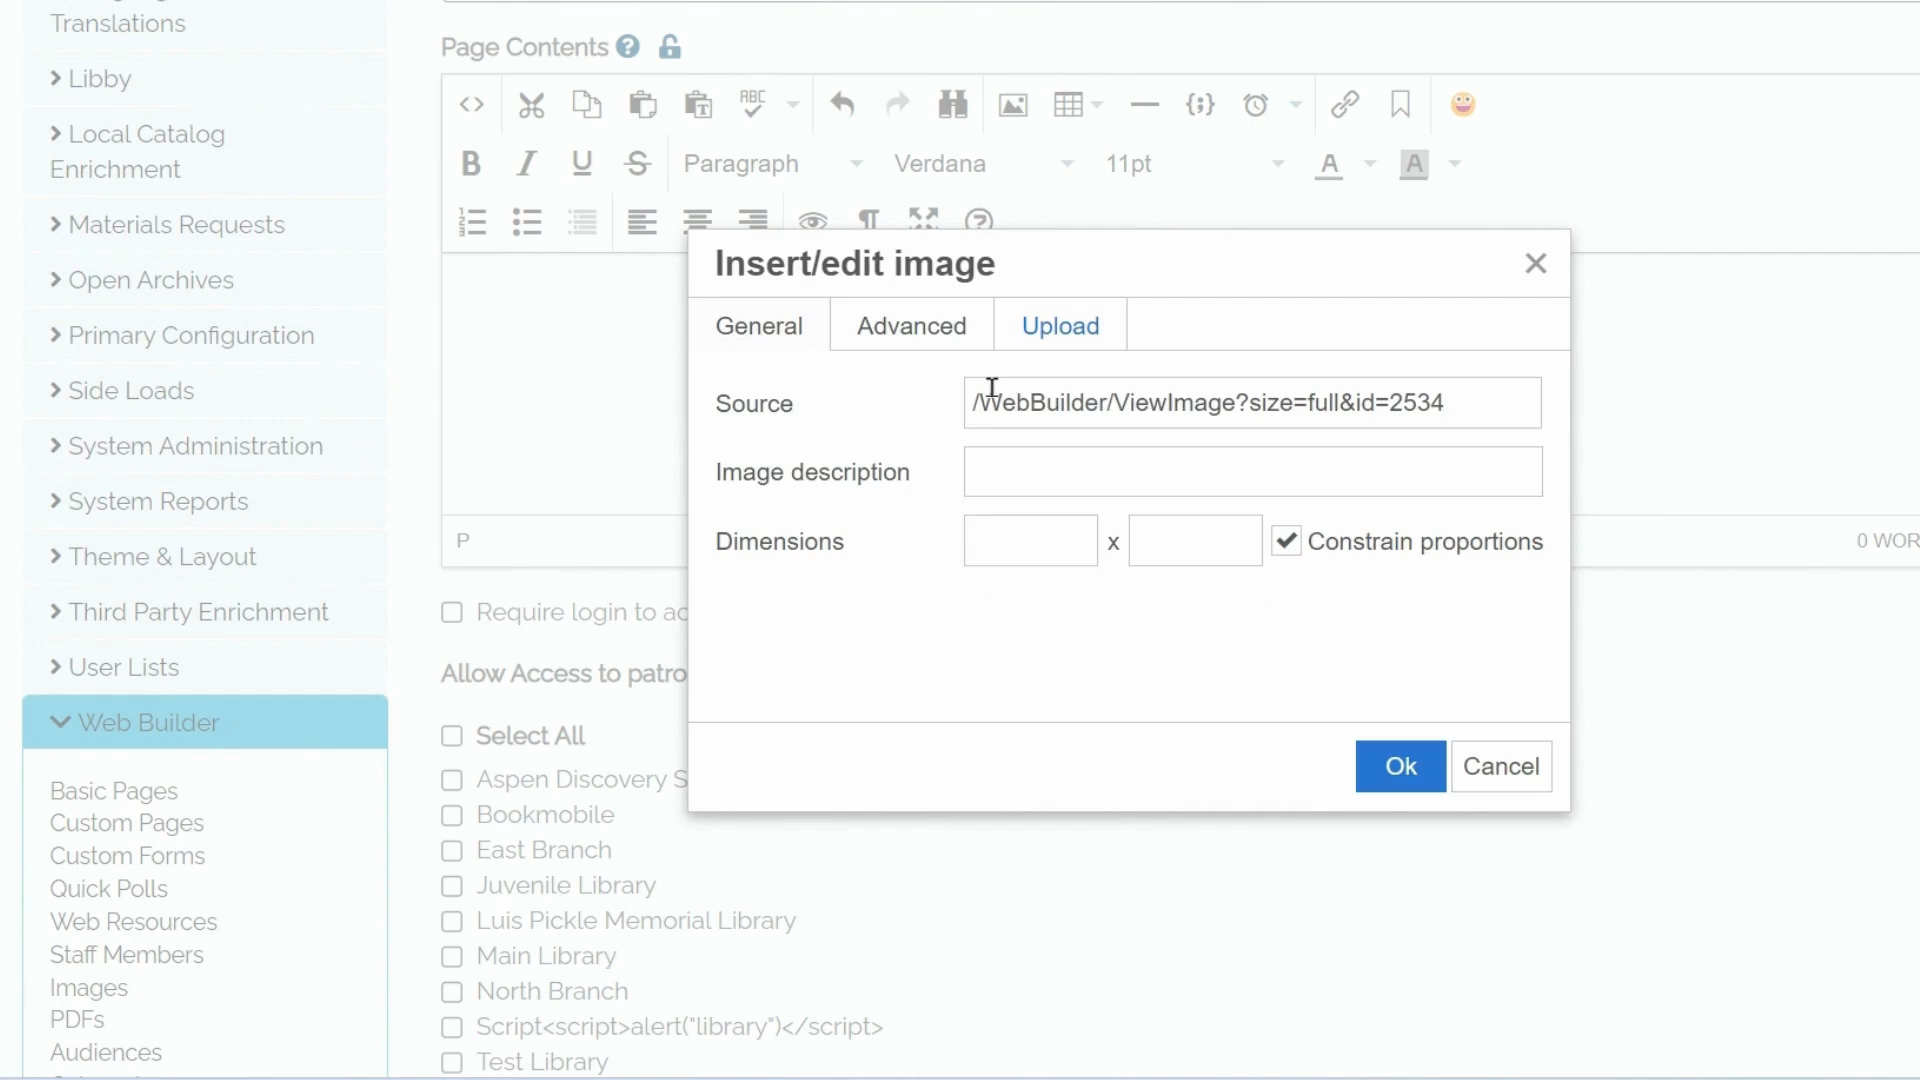 Translations
Libby
Local Catalog
Enrichment
Materials Requests
Open Archives
Primary Configuration
Side Loads
System Administration
System Reports
Theme & Layout
Third Party Enrichment
User Lists
Web Builder
Basic Pages
Custom Pages
Custom Forms
Quick Polls
Web Resources
Staff Members
Images
PDFs
Audiences
Page Contents
ABC
B I U S Paragraph Verdana 11pt A A
Insert/edit image
General Advanced Upload
Source /WebBuilder/ViewImage?size=full&id=2534
Image description
Dimensions x Constrain proportions
Ok Cancel
P 0 WOR
Require login to ac
Allow Access to patro
Select All
Aspen Discovery S
Bookmobile
East Branch
Juvenile Library
Luis Pickle Memorial Library
Main Library
North Branch
Script<script>alert("library")</script>
Test Library